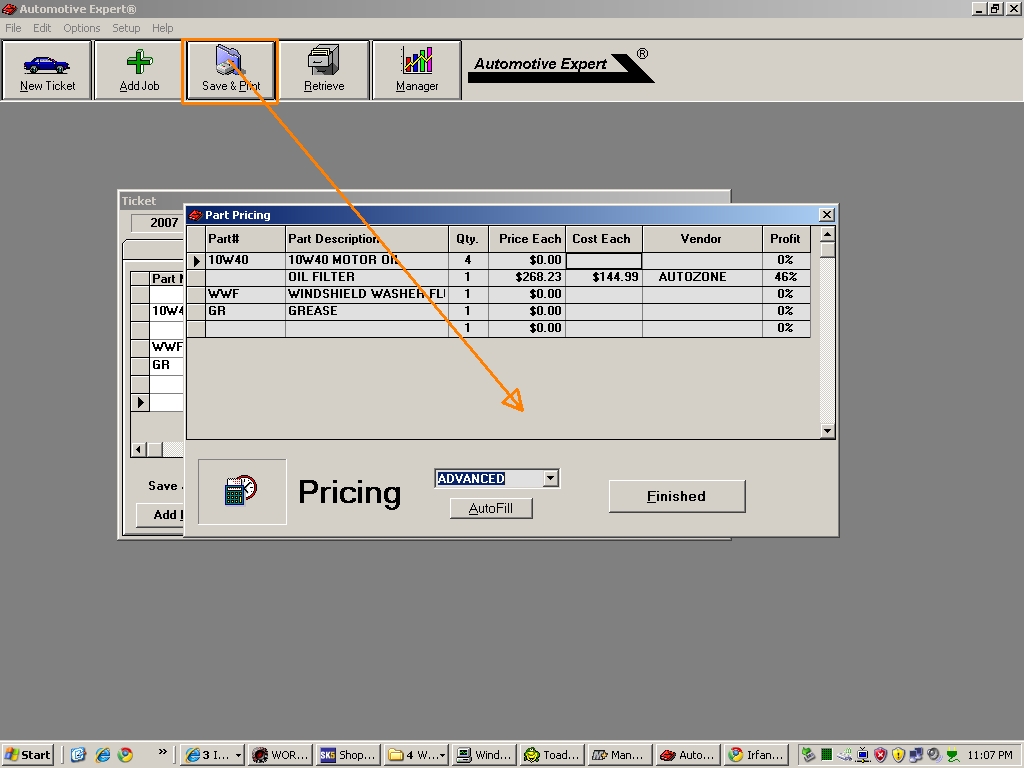 Automotive Expert®
File Edit Options Setup Help
New Ticket
Add Job
Save & Print
Retrieve
Manager
Automotive Expert ®
Ticket
2007
Part Pricing
Part# Part Description Qty. Price Each Cost Each Vendor Profit
10W40 10W40 MOTOR OIL 4 $0.00 0%
OIL FILTER 1 $268.23 $144.99 AUTOZONE 46%
WWF WINDSHIELD WASHER FLU 1 $0.00 0%
GR GREASE 1 $0.00 0%
1 $0.00 0%
Part N
10W4
WWF
GR
Save
Add
Pricing
ADVANCED
AutoFill
Finished
Start
»
3 I...
WOR...
SKS Shop...
4 W...
Wind...
Toad...
Man...
Auto...
Irfan...
11:07 PM